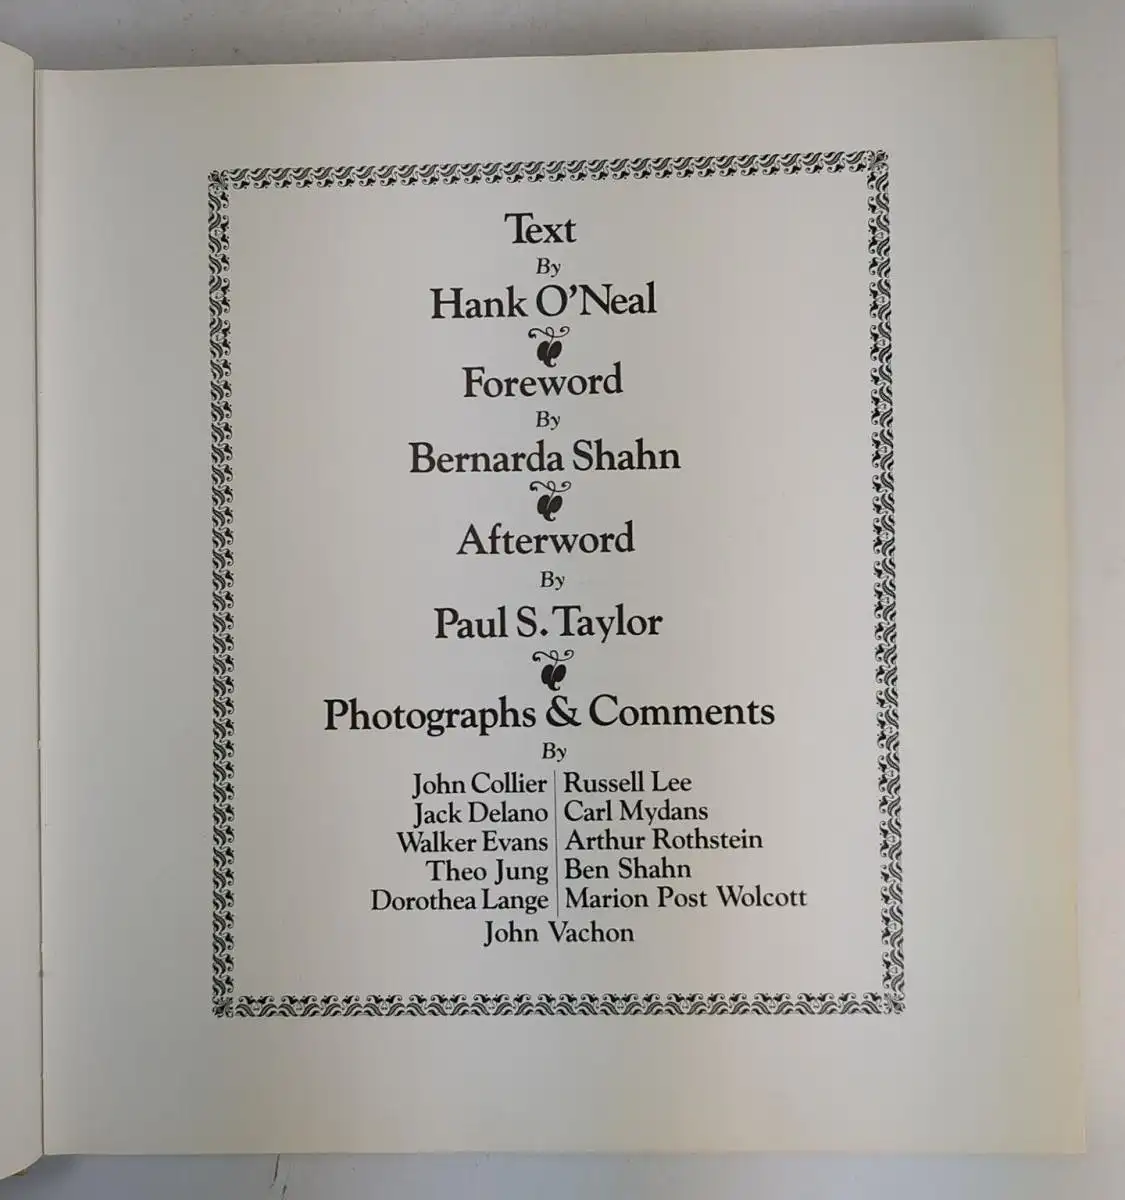 Text
By
Hank O'Neal
Foreword
By
Bernarda Shahn
Afterword
By
Paul S. Taylor
Photographs & Comments
By
John Collier | Russell Lee
Jack Delano | Carl Mydans
Walker Evans | Arthur Rothstein
Theo Jung | Ben Shahn
Dorothea Lange | Marion Post Wolcott
John Vachon